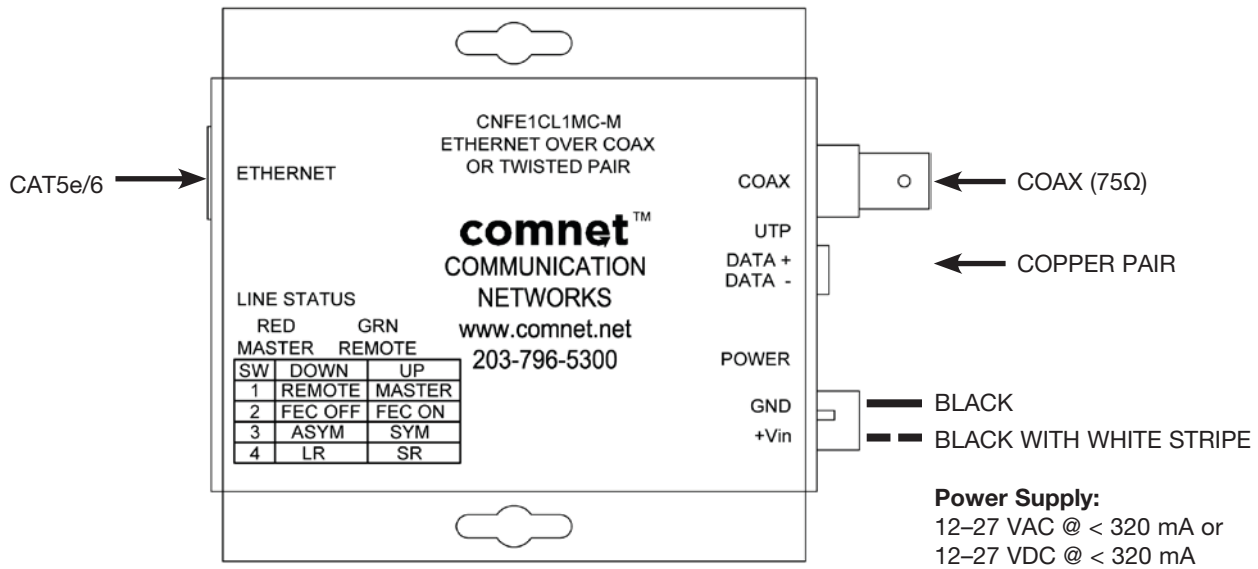 CNFE1CL1MC-M
ETHERNET OVER COAX
OR TWISTED PAIR
CAT5e/6
ETHERNET
COAX
COAX (75Ω)
comnet™
COMMUNICATION
NETWORKS
www.comnet.net
203-796-5300
UTP
DATA +
DATA -
COPPER PAIR
LINE STATUS
RED GRN
MASTER REMOTE
SW DOWN UP
1 REMOTE MASTER
2 FEC OFF FEC ON
3 ASYM SYM
4 LR SR
POWER
GND
+Vin
BLACK
BLACK WITH WHITE STRIPE
Power Supply:
12–27 VAC @ < 320 mA or
12–27 VDC @ < 320 mA